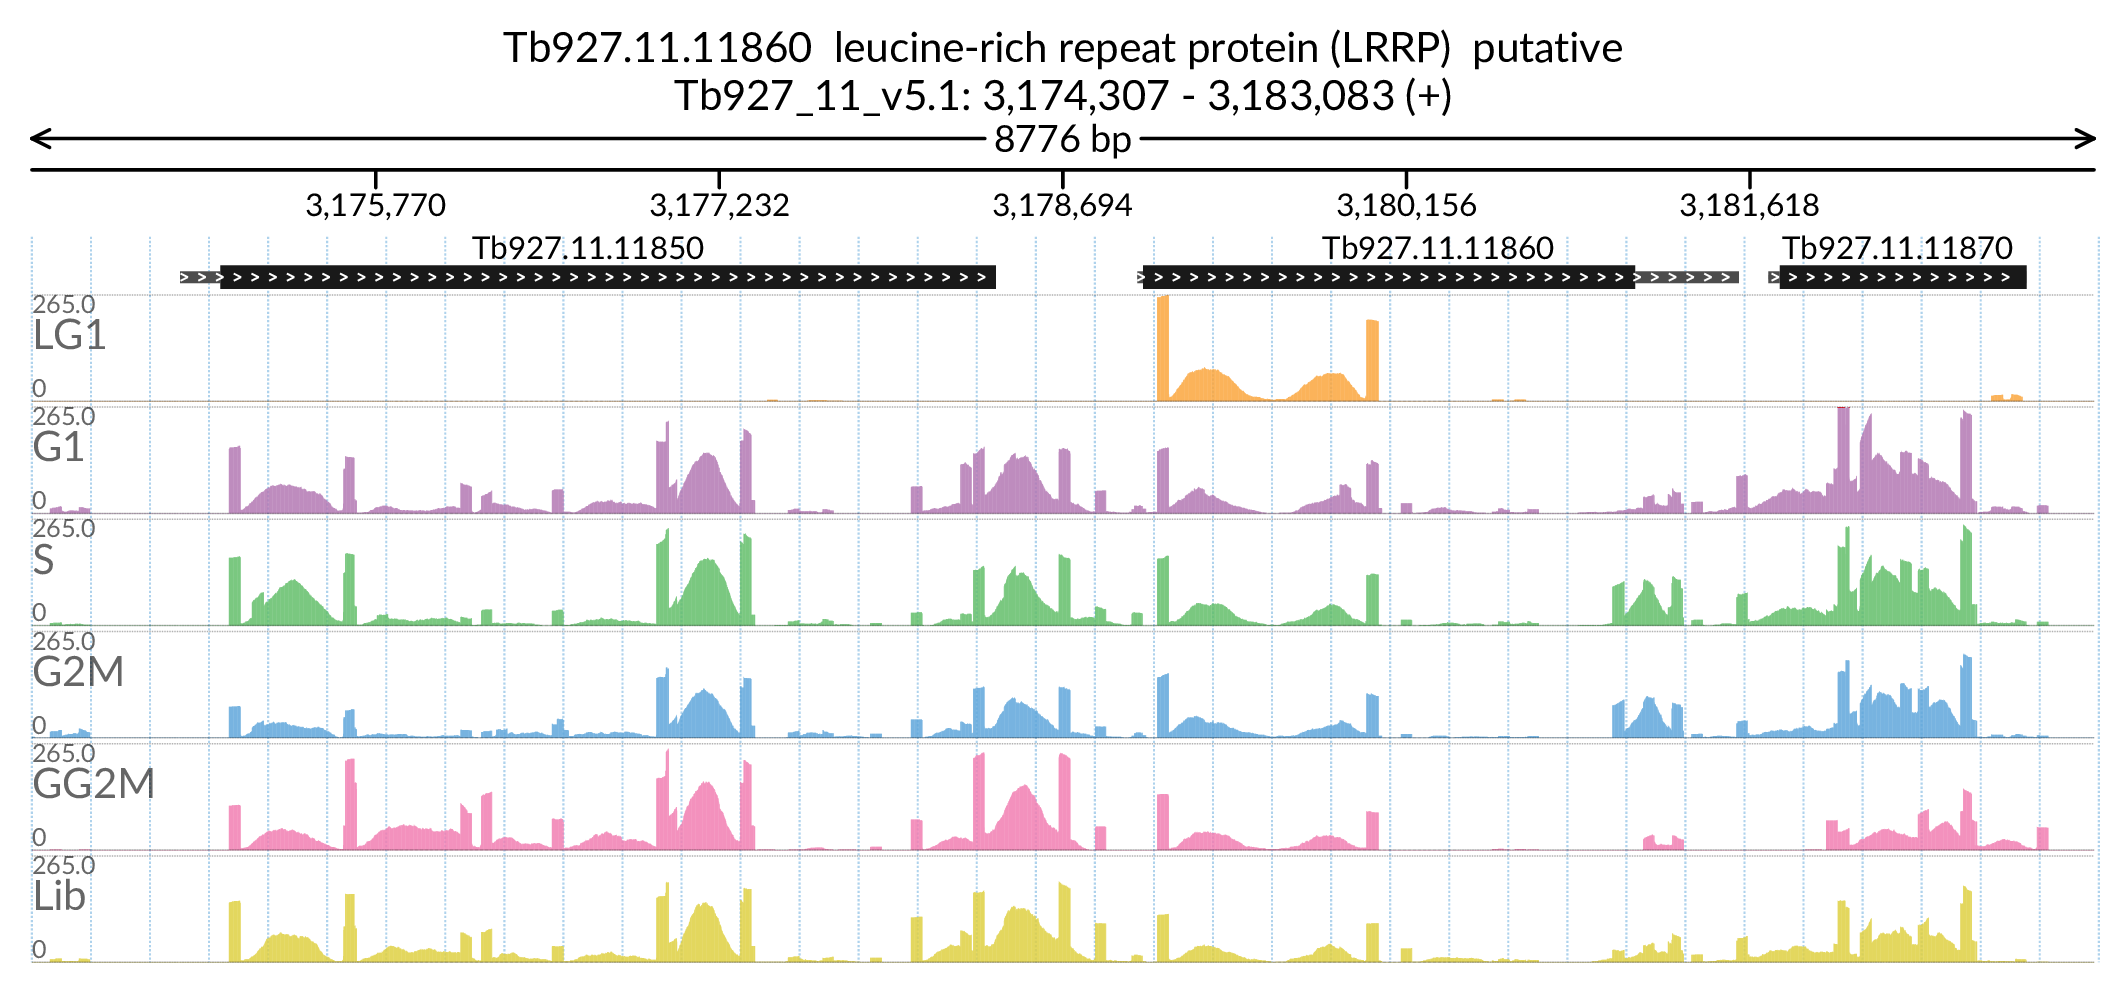 Tb927.11.11860 leucine-rich repeat protein (LRRP) putative
Tb927_11_v5.1: 3,174,307 - 3,183,083 (+)
8776 bp
3,175,770 3,177,232 3,178,694 3,180,156 3,181,618
Tb927.11.11850 Tb927.11.11860 Tb927.11.11870
265.0
LG1
0
265.0
G1
0
265.0
S
0
265.0
G2M
0
265.0
GG2M
0
265.0
Lib
0